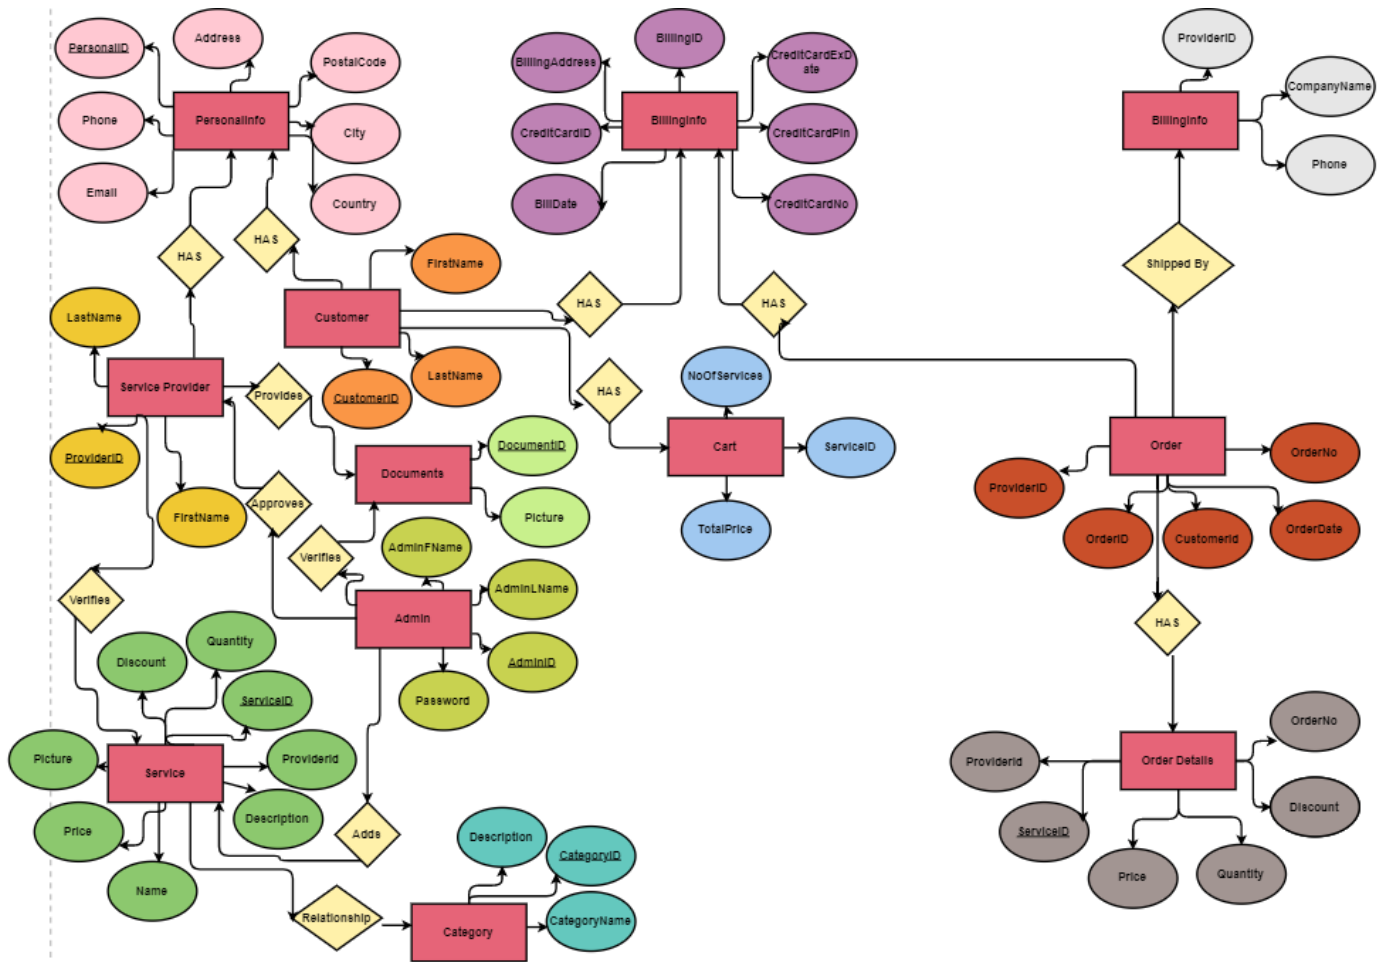 PersonalID
Address
PostalCode
Phone
PersonalInfo
City
Email
Country
HAS
HAS
BillingID
BillingAddress
CreditCardExD
ate
CreditCardID
BillingInfo
CreditCardPin
BillDate
CreditCardNo
ProviderID
CompanyName
BillingInfo
Phone
Shipped By
FirstName
Customer
LastName
CustomerID
HAS
HAS
HAS
LastName
Service Provider
ProviderID
FirstName
Provides
Documents
DocumentID
Picture
Approves
Verifies
AdminFName
AdminLName
Admin
AdminID
Password
NoOfServices
Cart
ServiceID
TotalPrice
Order
OrderNo
ProviderID
OrderID
CustomerId
OrderDate
HAS
Verifies
Quantity
Discount
ServiceID
Picture
Service
ProviderId
Price
Description
Name
Adds
Relationship
Description
CategoryID
Category
CategoryName
OrderNo
ProviderId
Order Details
Discount
ServiceID
Price
Quantity